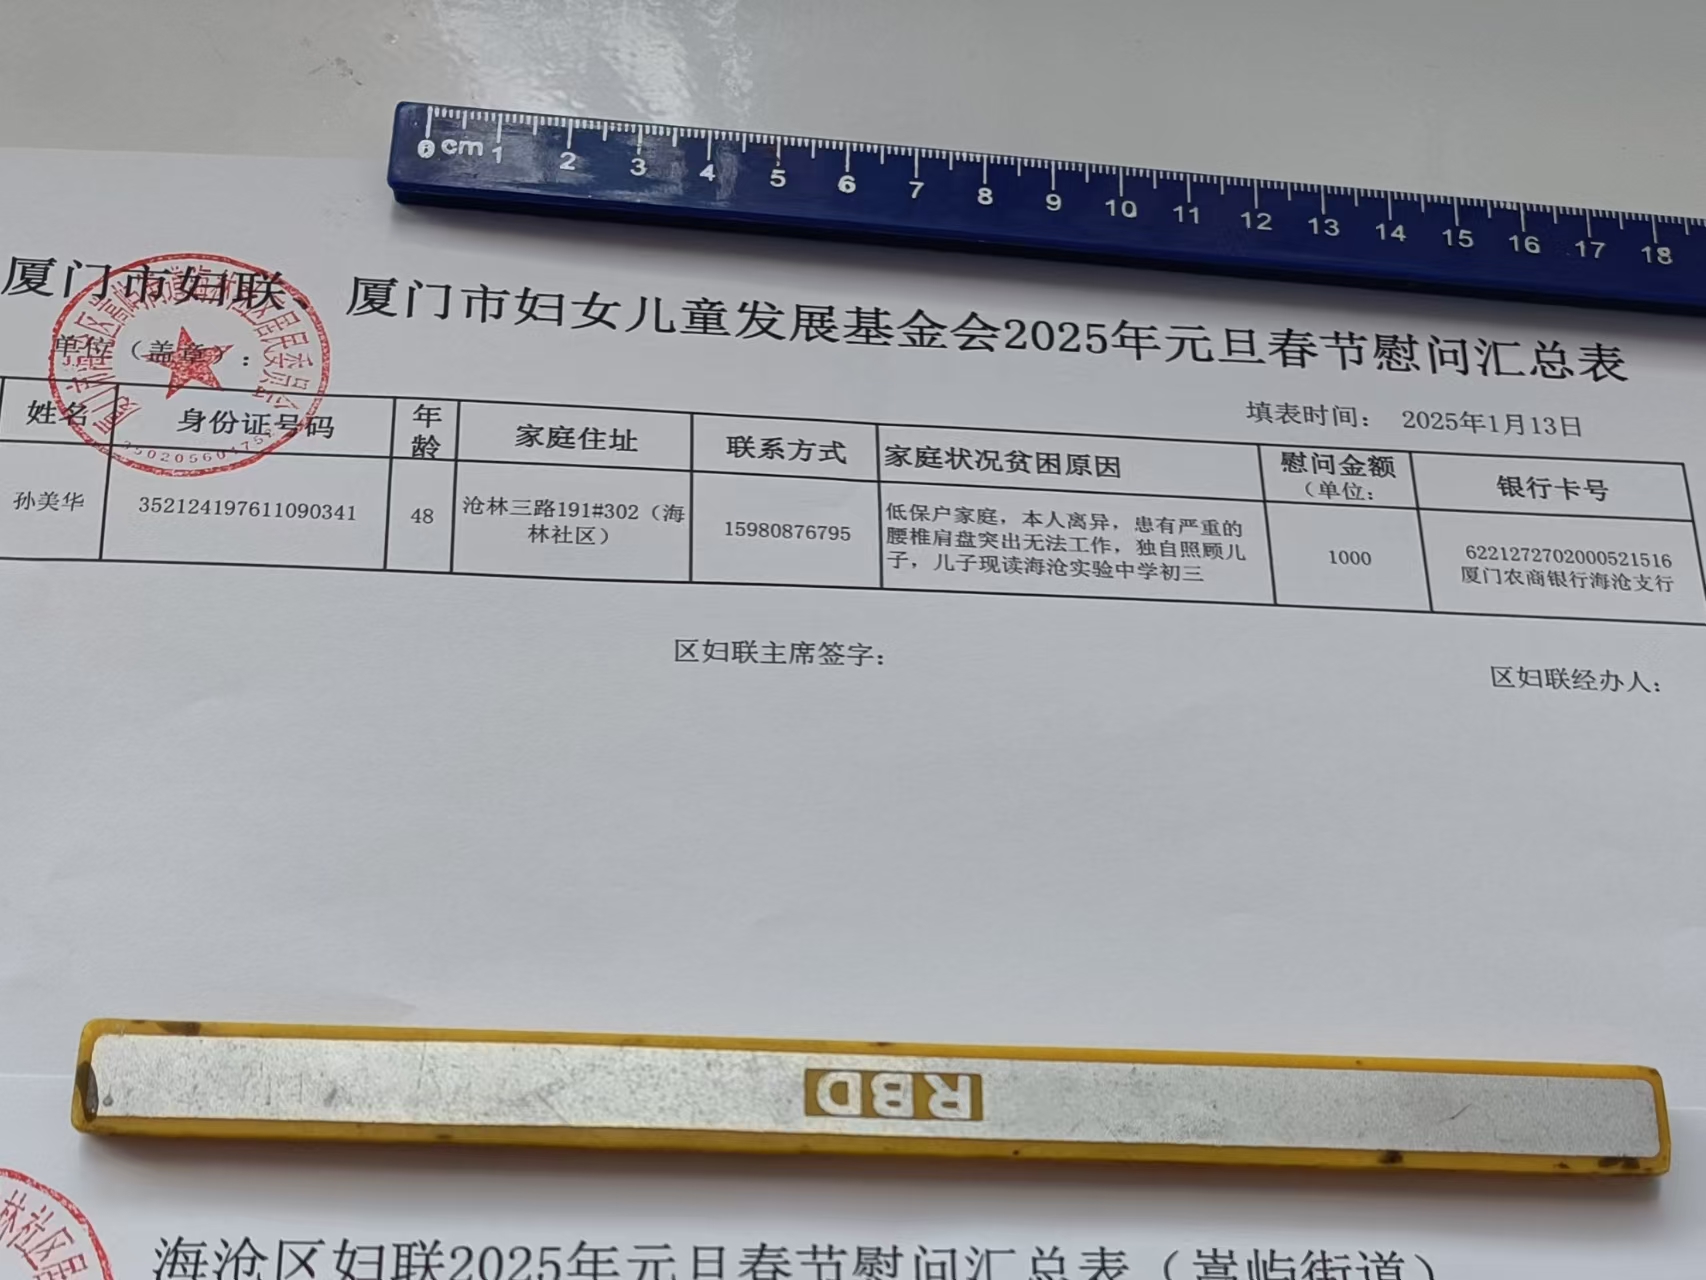 0 cm 1 2 3 4 5 6 7 8 9 10 11 12 13 14 15 16 17 18
厦门市妇联、厦门市妇女儿童发展基金会2025年元旦春节慰问汇总表
单位（盖章）：
填表时间： 2025年1月13日
姓名 身份证号码 年龄 家庭住址 联系方式 家庭状况贫困原因 慰问金额（单位： 银行卡号
孙美华 352124197611090341 48 沧林三路191#302（海林社区） 15980876795 低保户家庭，本人离异，患有严重的腰椎肩盘突出无法工作，独自照顾儿子，儿子现读海沧实验中学初三 1000 6221272702000521516 厦门农商银行海沧支行
区妇联主席签字：
区妇联经办人：
RBD
林社区居
海沧区妇联2025年元旦春节慰问汇总表（嵩屿街道）